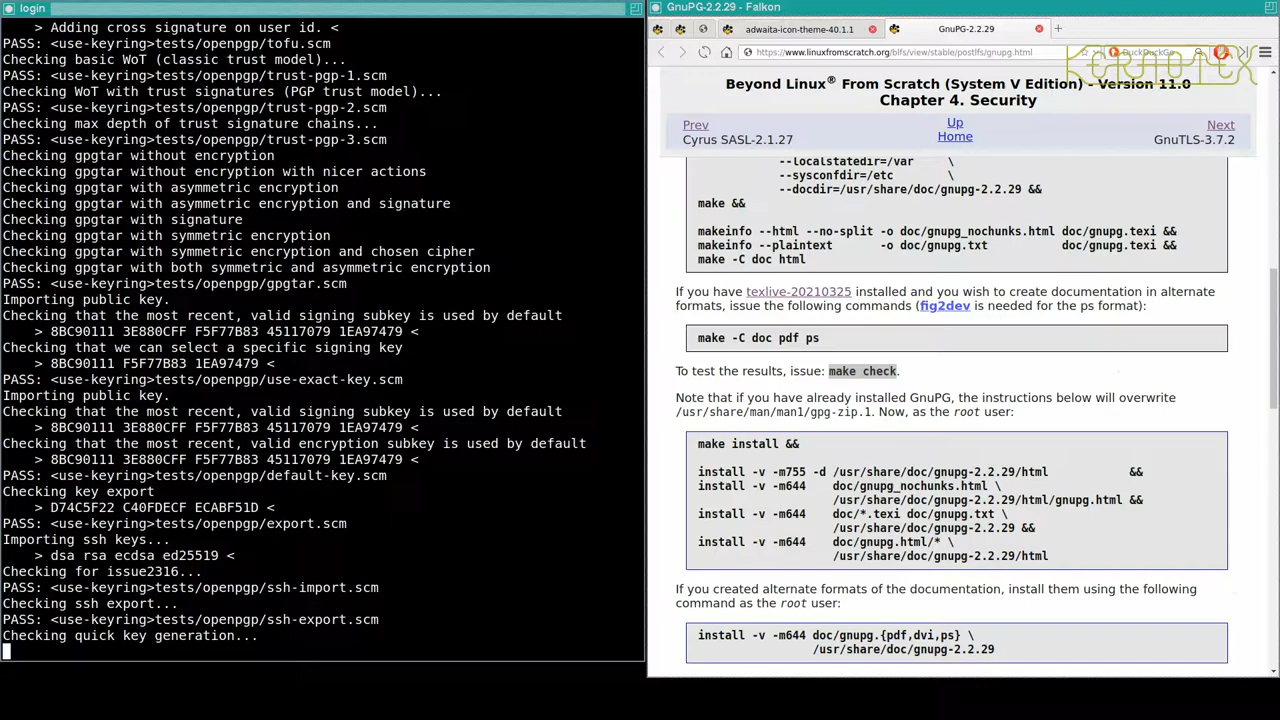 login
> Adding cross signature on user id. <
PASS: <use-keyring>tests/openpgp/tofu.scm
Checking basic WoT (classic trust model)...
PASS: <use-keyring>tests/openpgp/trust-pgp-1.scm
Checking WoT with trust signatures (PGP trust model)...
PASS: <use-keyring>tests/openpgp/trust-pgp-2.scm
Checking max depth of trust signature chains...
PASS: <use-keyring>tests/openpgp/trust-pgp-3.scm
Checking gpgtar without encryption
Checking gpgtar without encryption with nicer actions
Checking gpgtar with asymmetric encryption
Checking gpgtar with asymmetric encryption and signature
Checking gpgtar with signature
Checking gpgtar with symmetric encryption
Checking gpgtar with symmetric encryption and chosen cipher
Checking gpgtar with both symmetric and asymmetric encryption
PASS: <use-keyring>tests/openpgp/gpgtar.scm
Importing public key.
Checking that the most recent, valid signing subkey is used by default
> 8BC90111 3E880CFF F5F77B83 45117079 1EA97479 <
Checking that we can select a specific signing key
> 8BC90111 F5F77B83 1EA97479 <
PASS: <use-keyring>tests/openpgp/use-exact-key.scm
Importing public key.
Checking that the most recent, valid signing subkey is used by default
> 8BC90111 3E880CFF F5F77B83 45117079 1EA97479 <
Checking that the most recent, valid encryption subkey is used by default
> 8BC90111 3E880CFF F5F77B83 45117079 1EA97479 <
PASS: <use-keyring>tests/openpgp/default-key.scm
Checking key export
> D74C5F22 C40FDECF ECABF51D <
PASS: <use-keyring>tests/openpgp/export.scm
Importing ssh keys...
> dsa rsa ecdsa ed25519 <
Checking for issue2316...
PASS: <use-keyring>tests/openpgp/ssh-import.scm
Checking ssh export...
PASS: <use-keyring>tests/openpgp/ssh-export.scm
Checking quick key generation...
GnuPG-2.2.29 - Falkon
adwaita-icon-theme-40.1.1
GnuPG-2.2.29
https://www.linuxfromscratch.org/blfs/view/stable/postlfs/gnupg.html
DuckDuckGo
KERNOTEX
Beyond Linux® From Scratch (System V Edition) - Version 11.0
Chapter 4. Security
Prev Up Next
Cyrus SASL-2.1.27 Home GnuTLS-3.7.2
--localstatedir=/var \
--sysconfdir=/etc \
--docdir=/usr/share/doc/gnupg-2.2.29 &&
make &&
makeinfo --html --no-split -o doc/gnupg_nochunks.html doc/gnupg.texi &&
makeinfo --plaintext -o doc/gnupg.txt doc/gnupg.texi &&
make -C doc html
If you have texlive-20210325 installed and you wish to create documentation in alternate
formats, issue the following commands (fig2dev is needed for the ps format):
make -C doc pdf ps
To test the results, issue: make check.
Note that if you have already installed GnuPG, the instructions below will overwrite
/usr/share/man/man1/gpg-zip.1. Now, as the root user:
make install &&
install -v -m755 -d /usr/share/doc/gnupg-2.2.29/html &&
install -v -m644 doc/gnupg_nochunks.html \
/usr/share/doc/gnupg-2.2.29/html/gnupg.html &&
install -v -m644 doc/*.texi doc/gnupg.txt \
/usr/share/doc/gnupg-2.2.29 &&
install -v -m644 doc/gnupg.html/* \
/usr/share/doc/gnupg-2.2.29/html
If you created alternate formats of the documentation, install them using the following
command as the root user:
install -v -m644 doc/gnupg.{pdf,dvi,ps} \
/usr/share/doc/gnupg-2.2.29